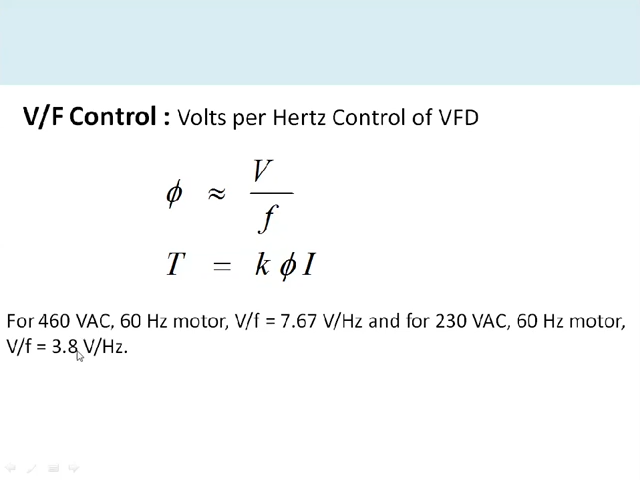 V/F Control : Volts per Hertz Control of VFD
ϕ ≈ V / f
T = k ϕ I
For 460 VAC, 60 Hz motor, V/f = 7.67 V/Hz and for 230 VAC, 60 Hz motor,
V/f = 3.8 V/Hz.